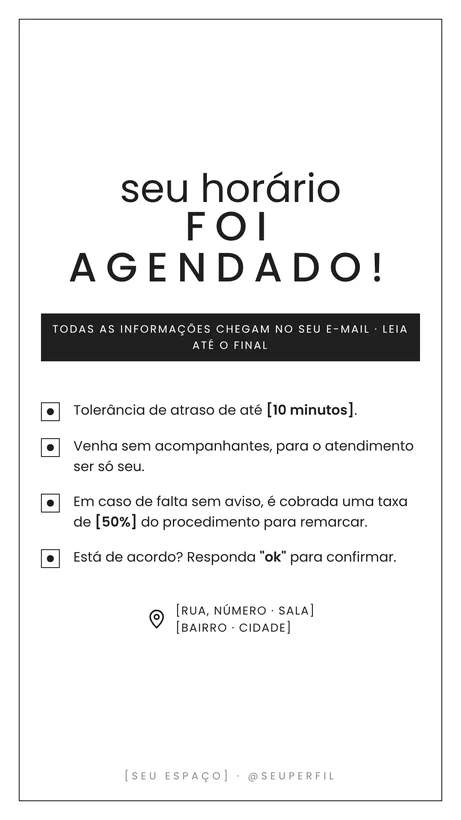 seu horário
FOI
AGENDADO!
TODAS AS INFORMAÇÕES CHEGAM NO SEU E-MAIL · LEIA
ATÉ O FINAL
Tolerância de atraso de até [10 minutos].
Venha sem acompanhantes, para o atendimento
ser só seu.
Em caso de falta sem aviso, é cobrada uma taxa
de [50%] do procedimento para remarcar.
Está de acordo? Responda "ok" para confirmar.
[RUA, NÚMERO · SALA]
[BAIRRO · CIDADE]
[SEU ESPAÇO] · @SEUPERFIL